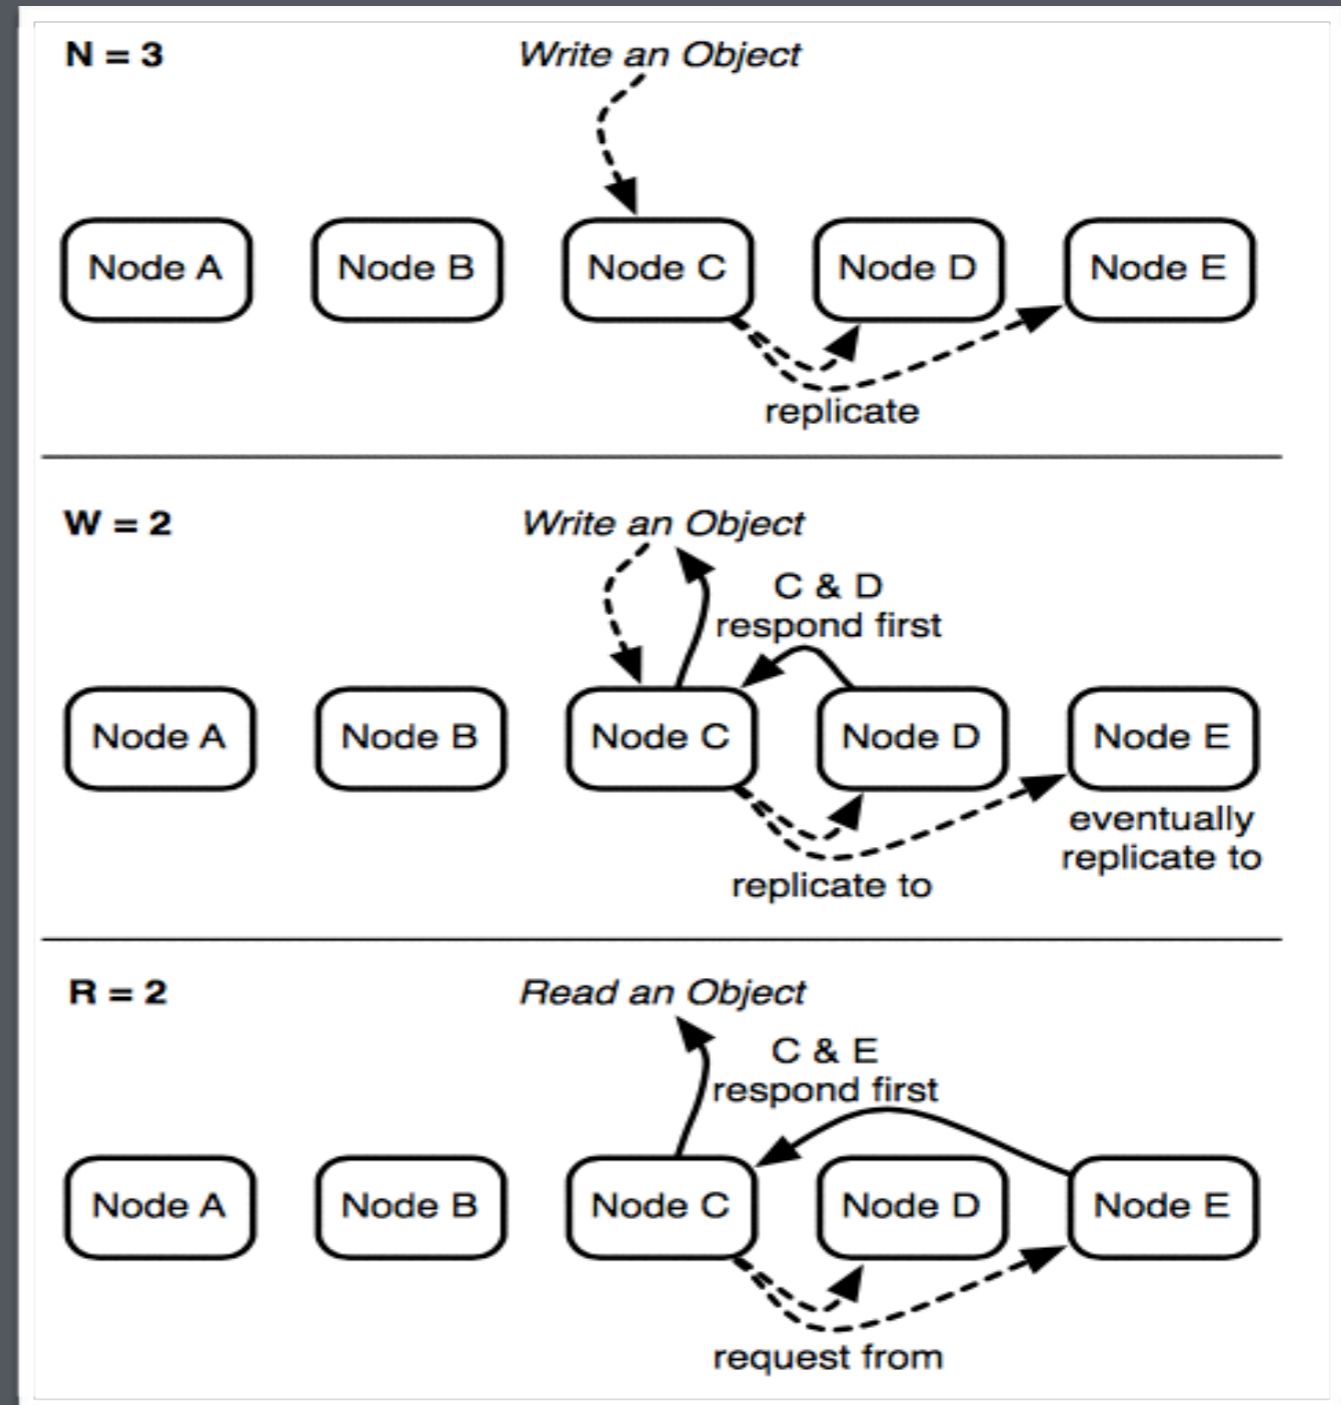 N = 3
Write an Object
Node A
Node B
Node C
Node D
Node E
replicate
W = 2
Write an Object
C & D
respond first
Node A
Node B
Node C
Node D
Node E
eventually
replicate to
replicate to
R = 2
Read an Object
C & E
respond first
Node A
Node B
Node C
Node D
Node E
request from